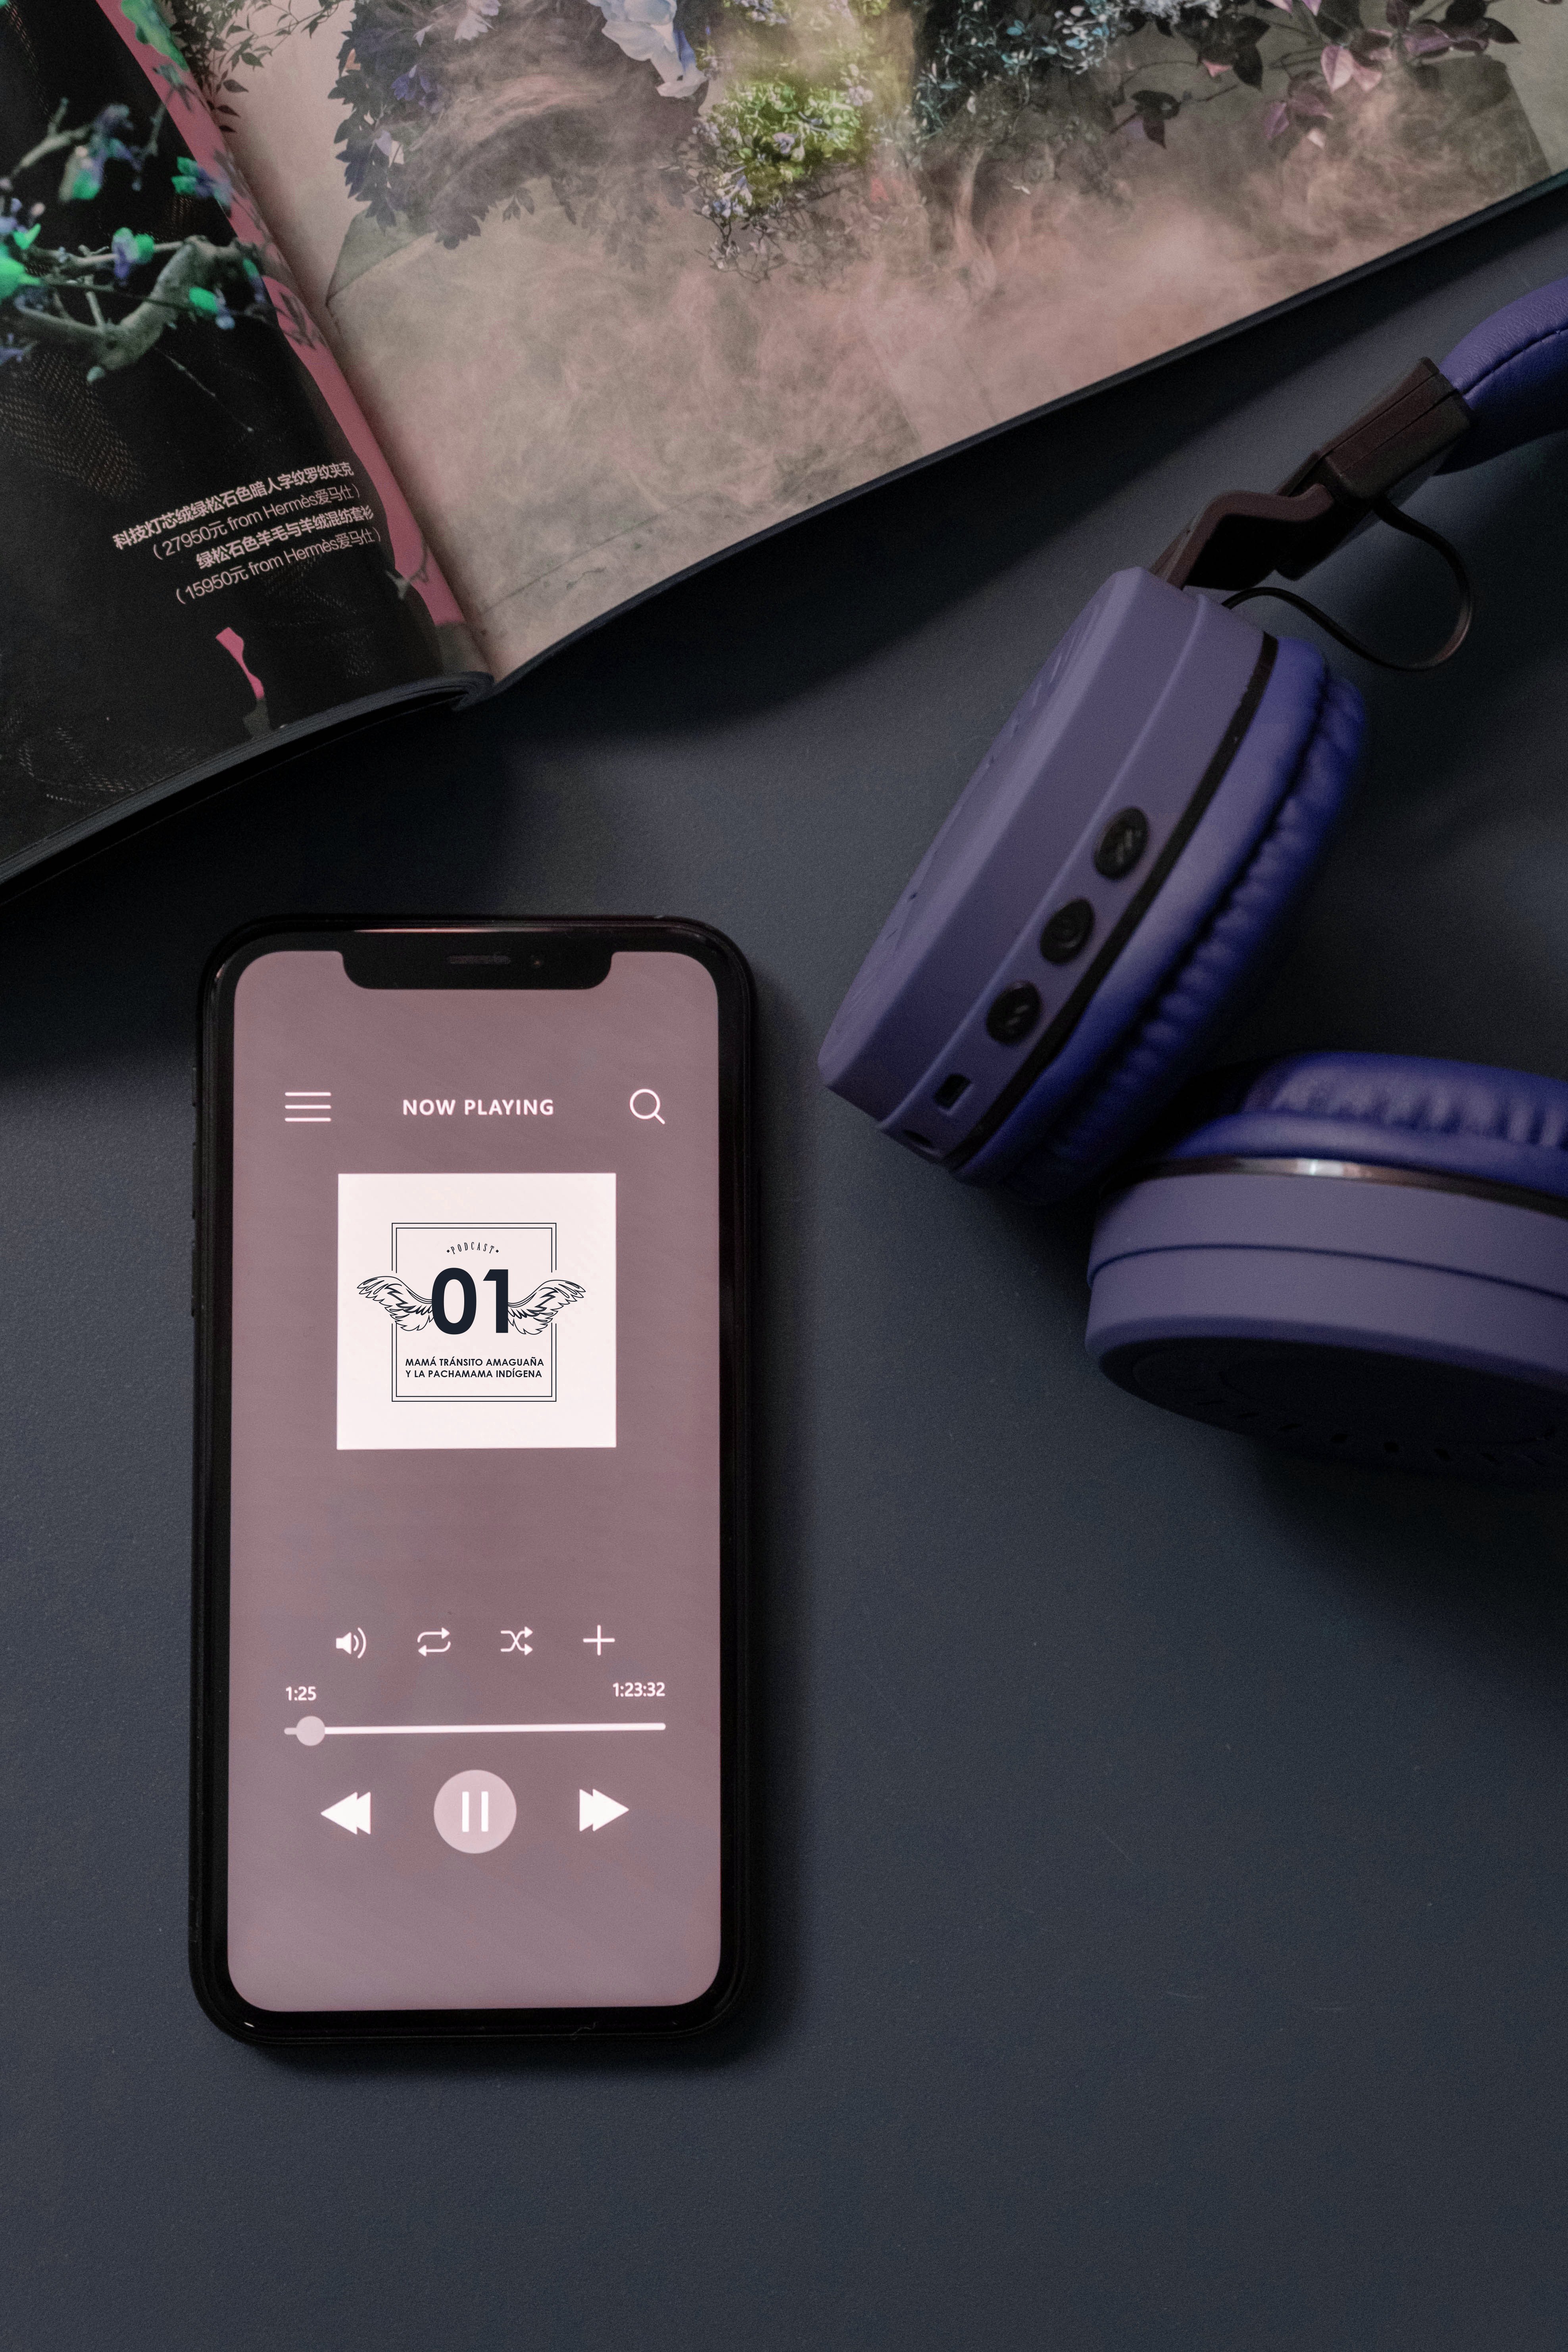 科技灯芯绒绿松石色暗人字纹罗纹夹克
（27950元 from Hermès爱马仕）
绿松石色羊毛与羊绒混纺套衫
（15950元 from Hermès爱马仕）
NOW PLAYING
•PODCAST•
01
MAMÁ TRÁNSITO AMAGUAÑA
Y LA PACHAMAMA INDÍGENA
1:25
1:23:32